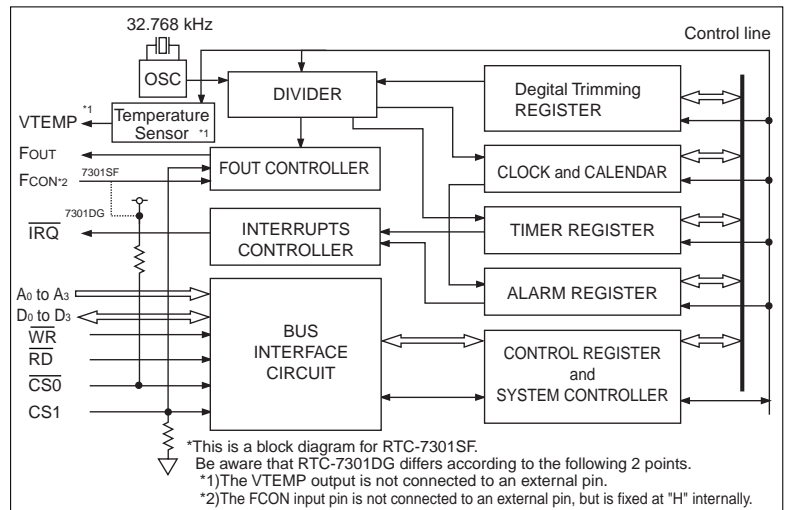 32.768 kHz
Control line
OSC
DIVIDER
Degital Trimming
REGISTER
VTEMP *1
Temperature
Sensor *1
FOUT
FOUT CONTROLLER
CLOCK and CALENDAR
FCON*2
7301SF
7301DG
IRQ
INTERRUPTS
CONTROLLER
TIMER REGISTER
A0 to A3
D0 to D3
ALARM REGISTER
WR
RD
CS0
CS1
BUS
INTERFACE
CIRCUIT
CONTROL REGISTER
and
SYSTEM CONTROLLER
*This is a block diagram for RTC-7301SF.
Be aware that RTC-7301DG differs according to the following 2 points.
*1)The VTEMP output is not connected to an external pin.
*2)The FCON input pin is not connected to an external pin, but is fixed at "H" internally.